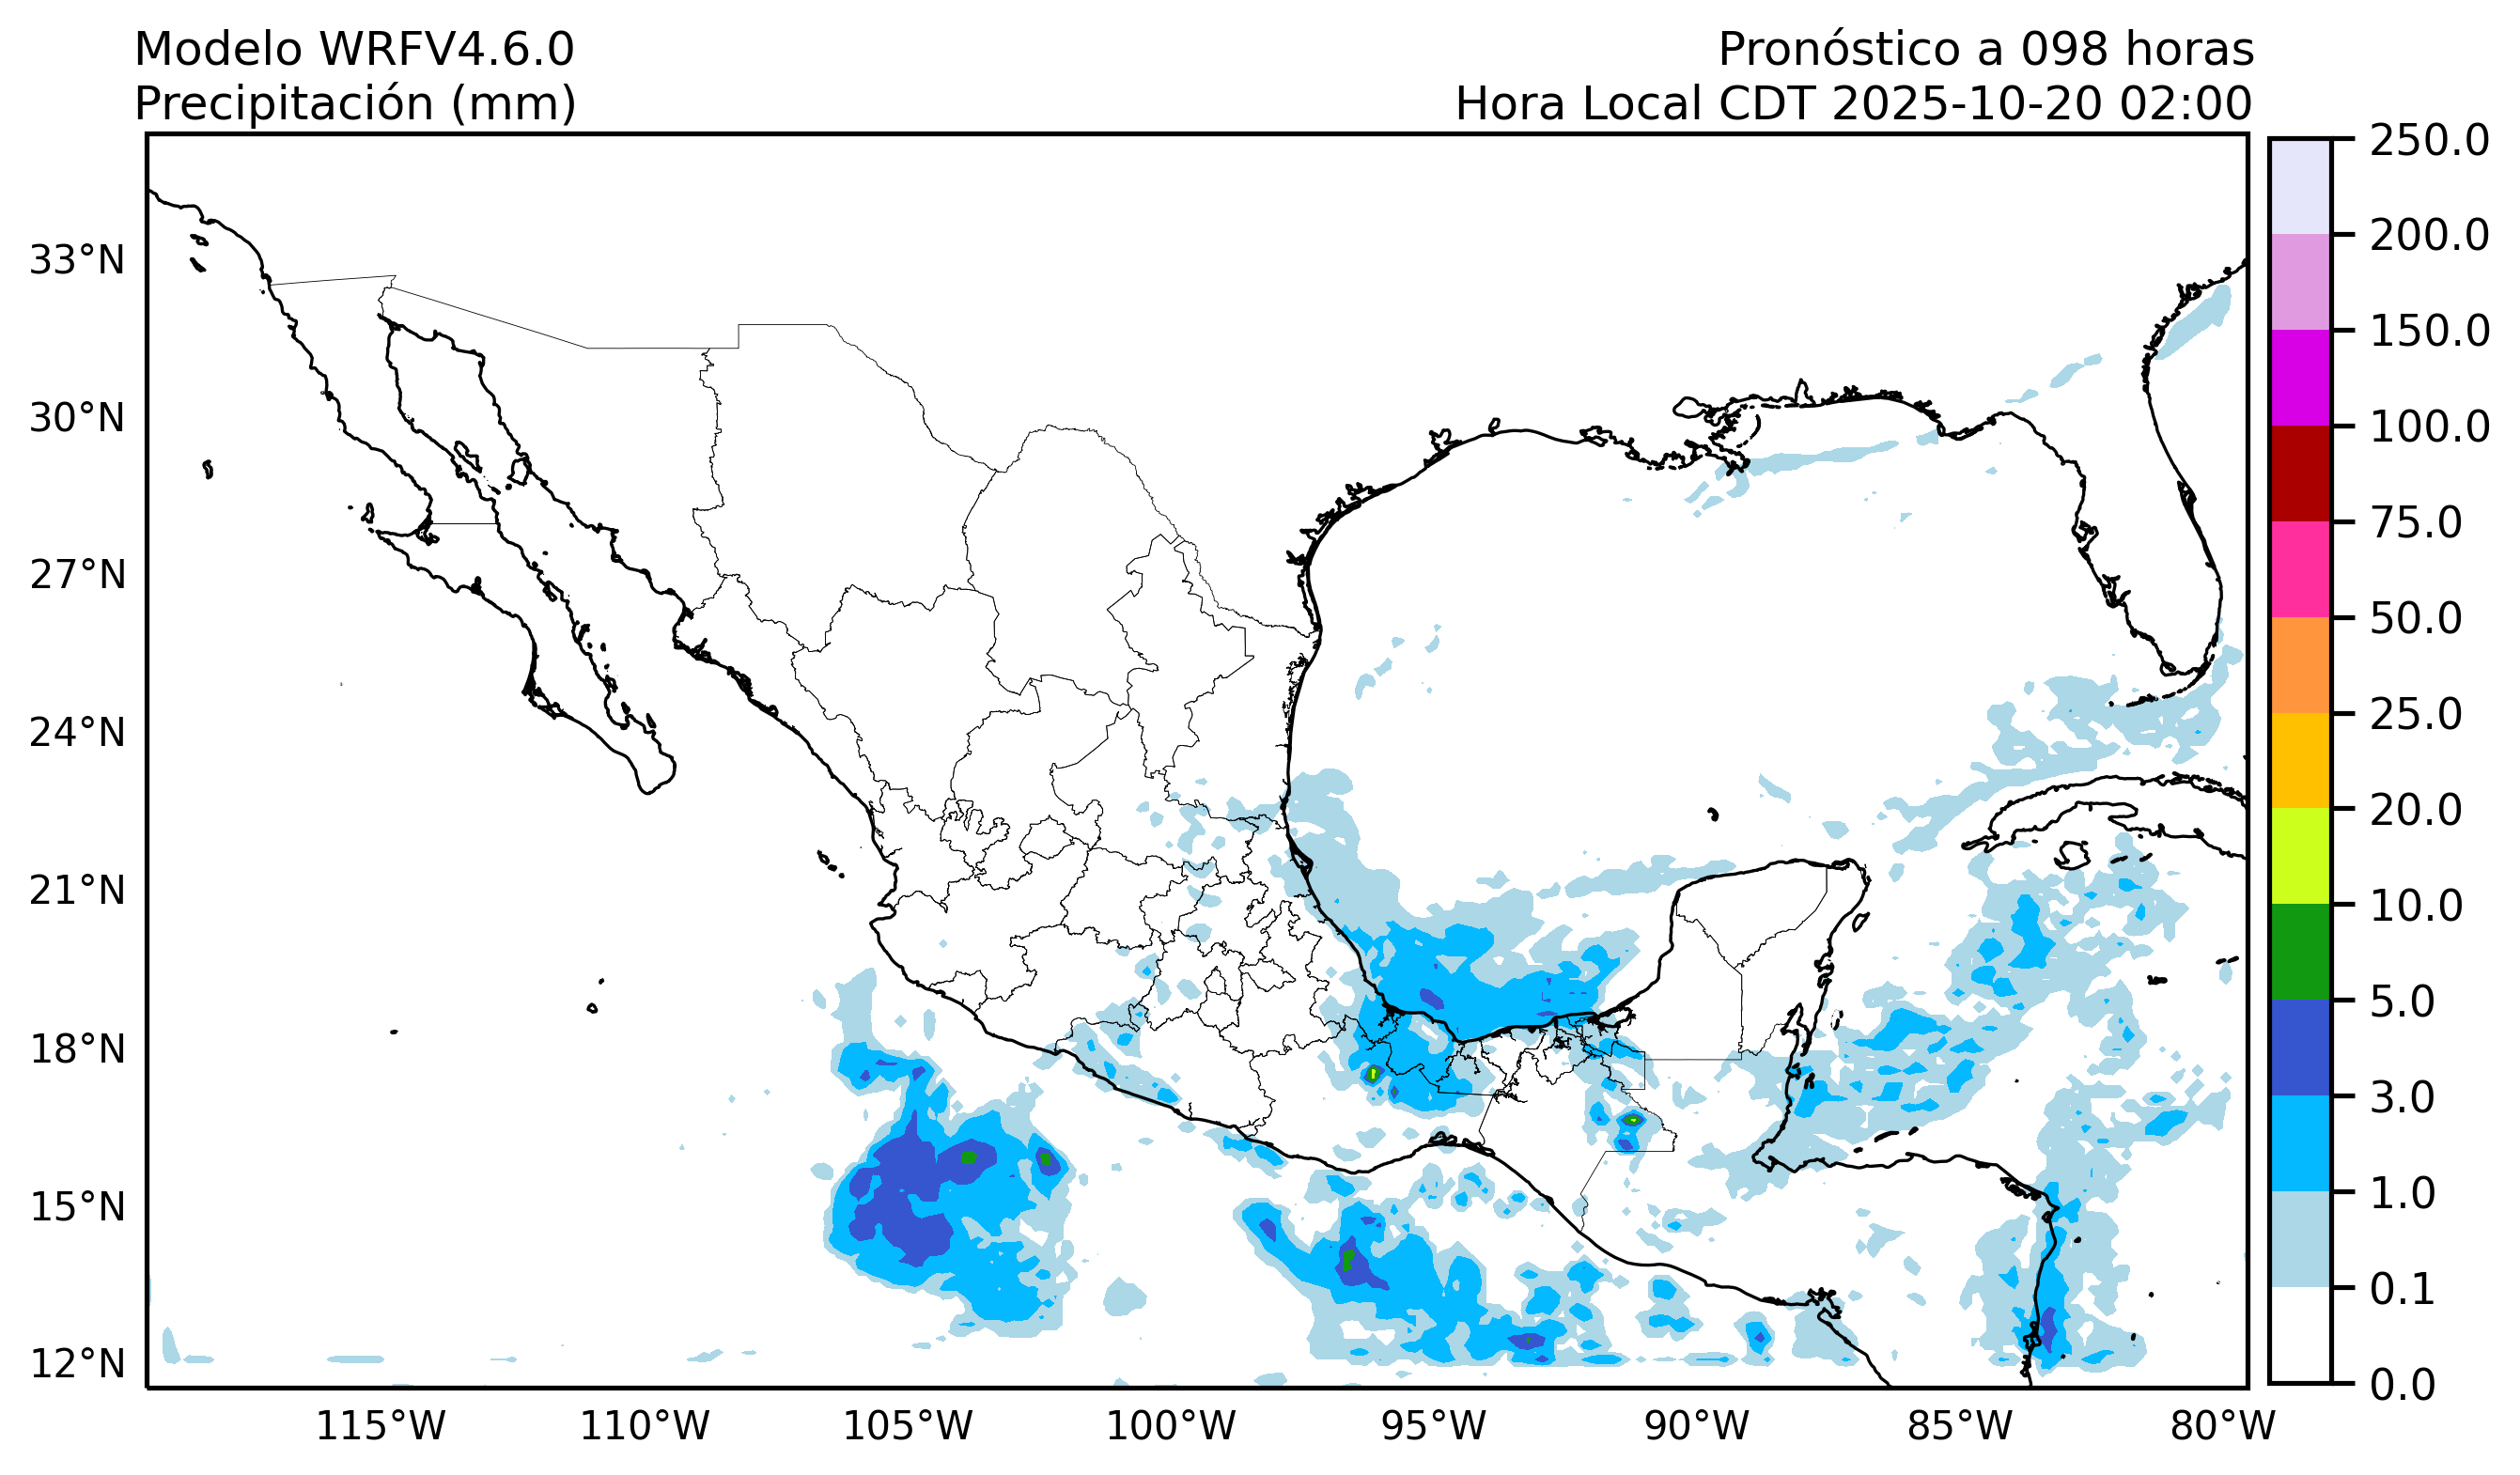 Modelo WRFV4.6.0
Precipitación (mm)
Pronóstico a 098 horas
Hora Local CDT 2025-10-20 02:00
33°N
30°N
27°N
24°N
21°N
18°N
15°N
12°N
115°W
110°W
105°W
100°W
95°W
90°W
85°W
80°W
250.0
200.0
150.0
100.0
75.0
50.0
25.0
20.0
10.0
5.0
3.0
1.0
0.1
0.0